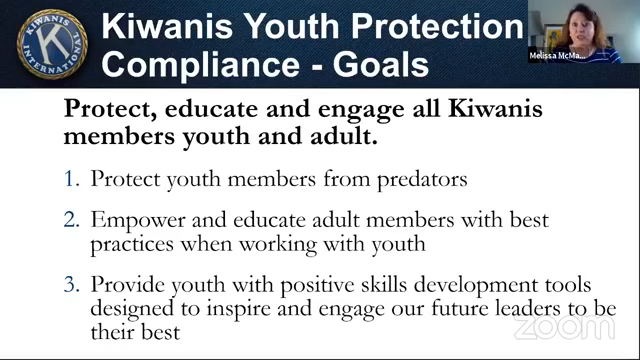 Kiwanis Youth Protection
Compliance - Goals
KIWANIS
INTERNATIONAL
K
Melissa McMa...
Protect, educate and engage all Kiwanis
members youth and adult.
1. Protect youth members from predators
2. Empower and educate adult members with best
practices when working with youth
3. Provide youth with positive skills development tools
designed to inspire and engage our future leaders to be
their best
zoom